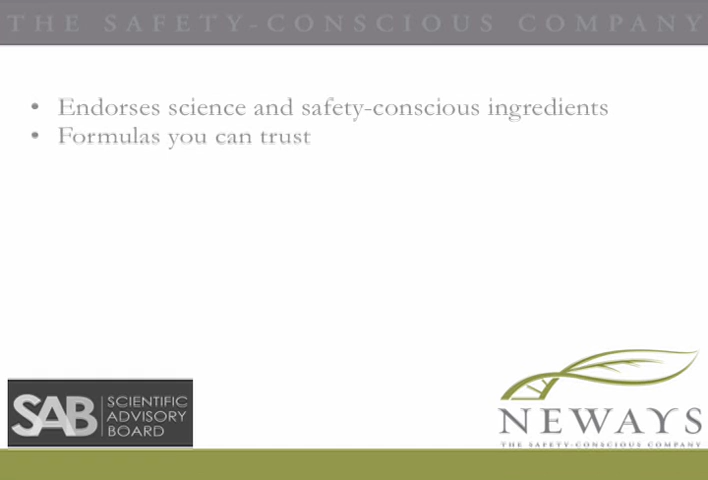 THE SAFETY-CONSCIOUS COMPANY
• Endorses science and safety-conscious ingredients
• Formulas you can trust
SAB SCIENTIFIC
ADVISORY
BOARD
NEWAYS
THE SAFETY-CONSCIOUS COMPANY